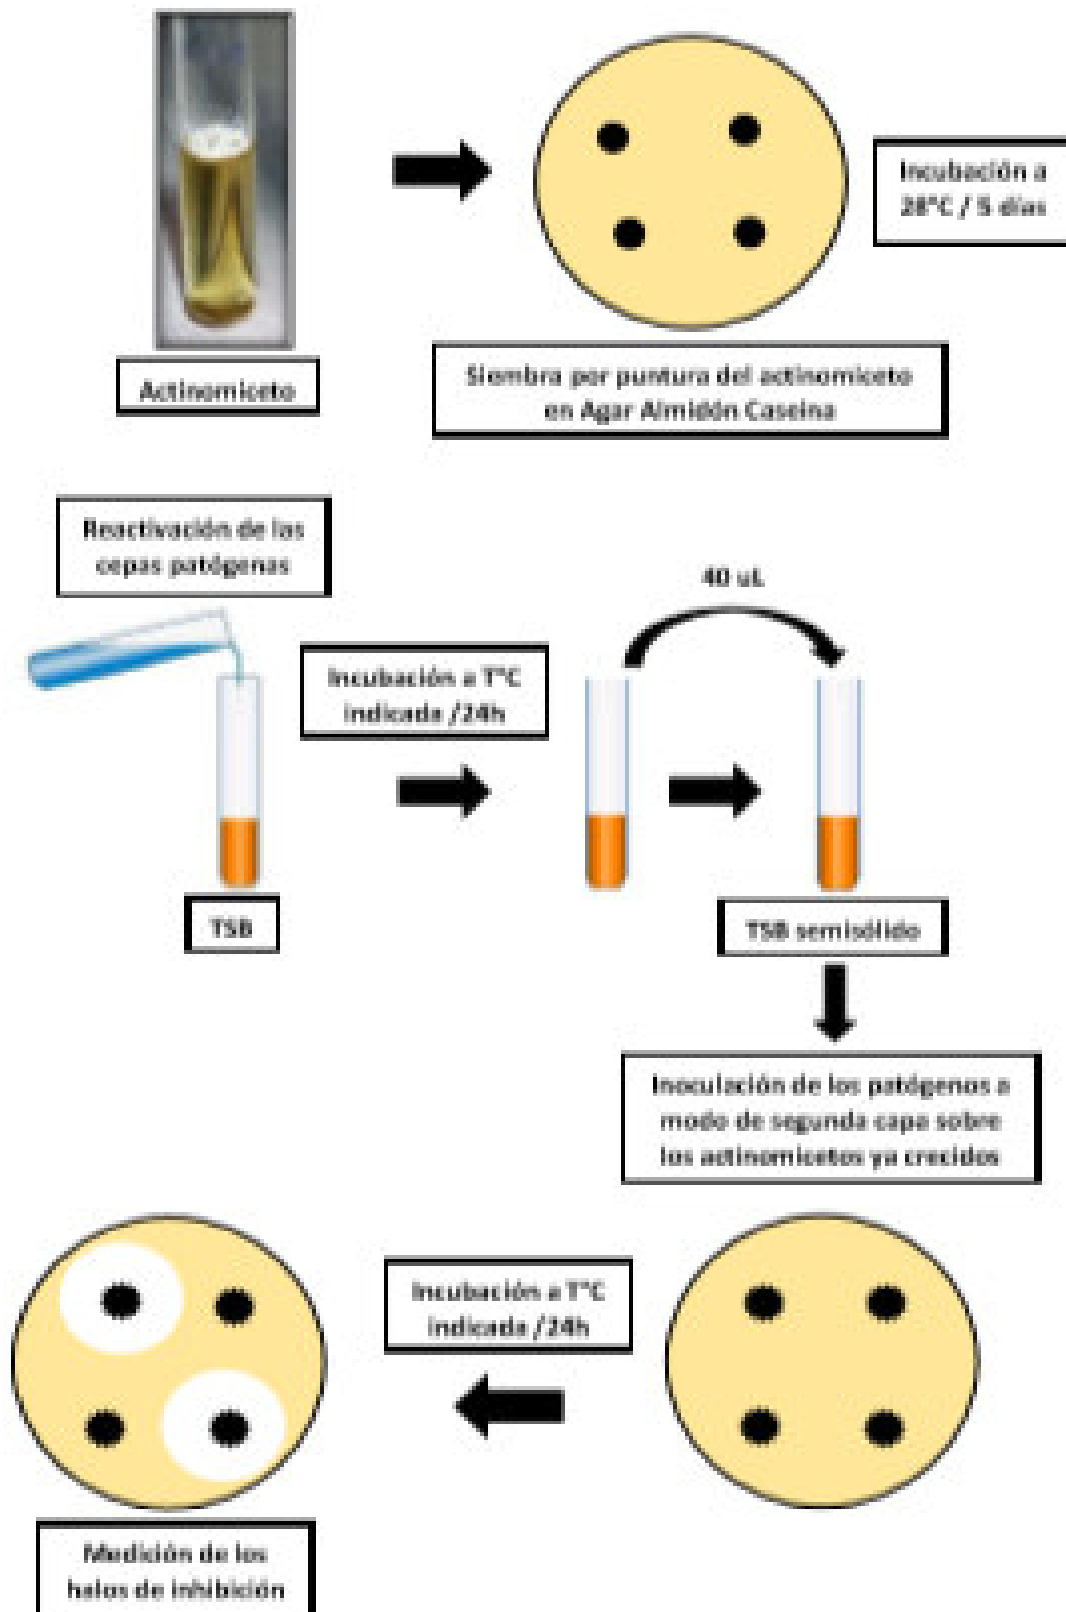 Incubación a
28°C / 5 días
Actinomiceto
Siembra por puntura del actinomiceto
en Agar Almidón Caseína
Reactivación de las
cepas patógenas
40 uL
Incubación a T°C
indicada /24h
TSB
TSB semisólido
Inoculación de los patógenos a
modo de segunda capa sobre
los actinomicetos ya crecidos
Incubación a T°C
indicada /24h
Medición de los
halos de inhibición